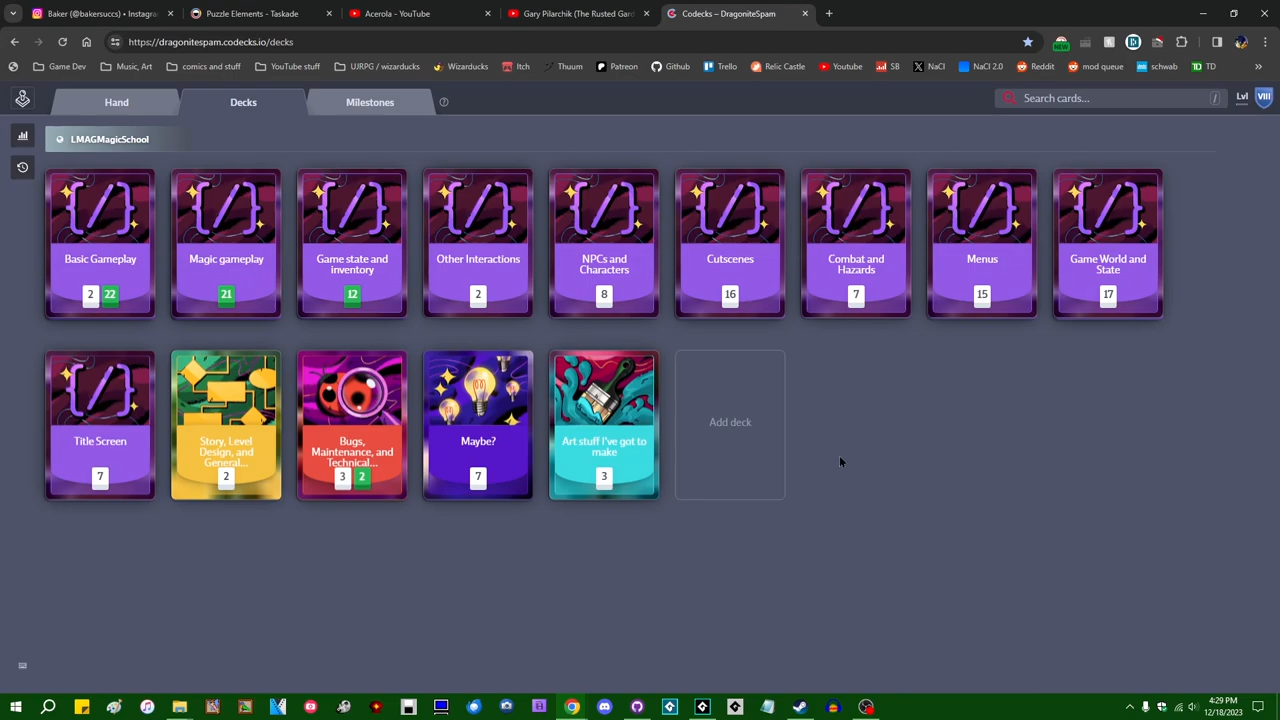 Baker (@bakersuccs) • Instagra
Puzzle Elements - Taskade
Acerola - YouTube
Gary Pilarchik (The Rusted Gard
Codecks – DragoniteSpam
https://dragonitespam.codecks.io/decks
NEW
Game Dev
Music, Art
comics and stuff
YouTube stuff
UJRPG / wizarducks
Wizarducks
Itch
Thuum
Patreon
Github
Trello
Relic Castle
Youtube
SB
NaCl
NaCl 2.0
Reddit
mod queue
schwab
TD
Hand
Decks
Milestones
Search cards...
/
Lvl
VIII
LMAGMagicSchool
Basic Gameplay
2 22
Magic gameplay
21
Game state and
inventory
12
Other Interactions
2
NPCs and
Characters
8
Cutscenes
16
Combat and
Hazards
7
Menus
15
Game World and
State
17
Title Screen
7
Story, Level
Design, and
General...
2
Bugs,
Maintenance, and
Technical...
3 2
Maybe?
7
Art stuff I've got to
make
3
Add deck
4:29 PM
12/18/2023